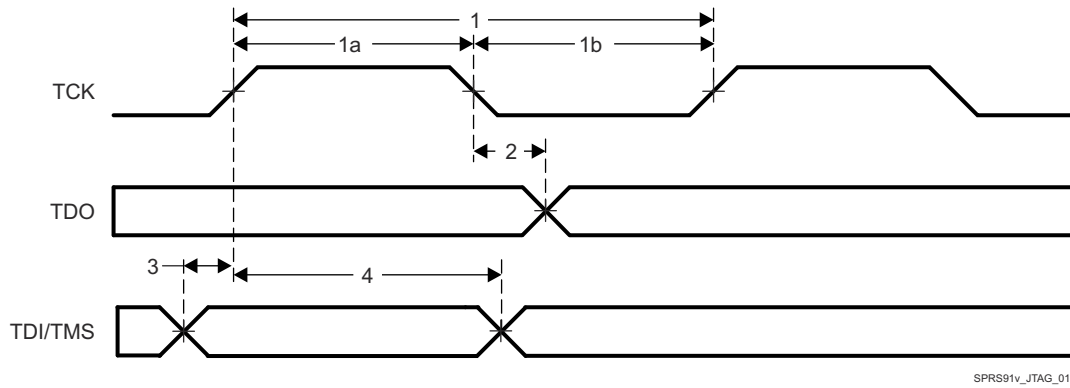 1
1a
1b
TCK
2
TDO
3
4
TDI/TMS
SPRS91v_JTAG_01